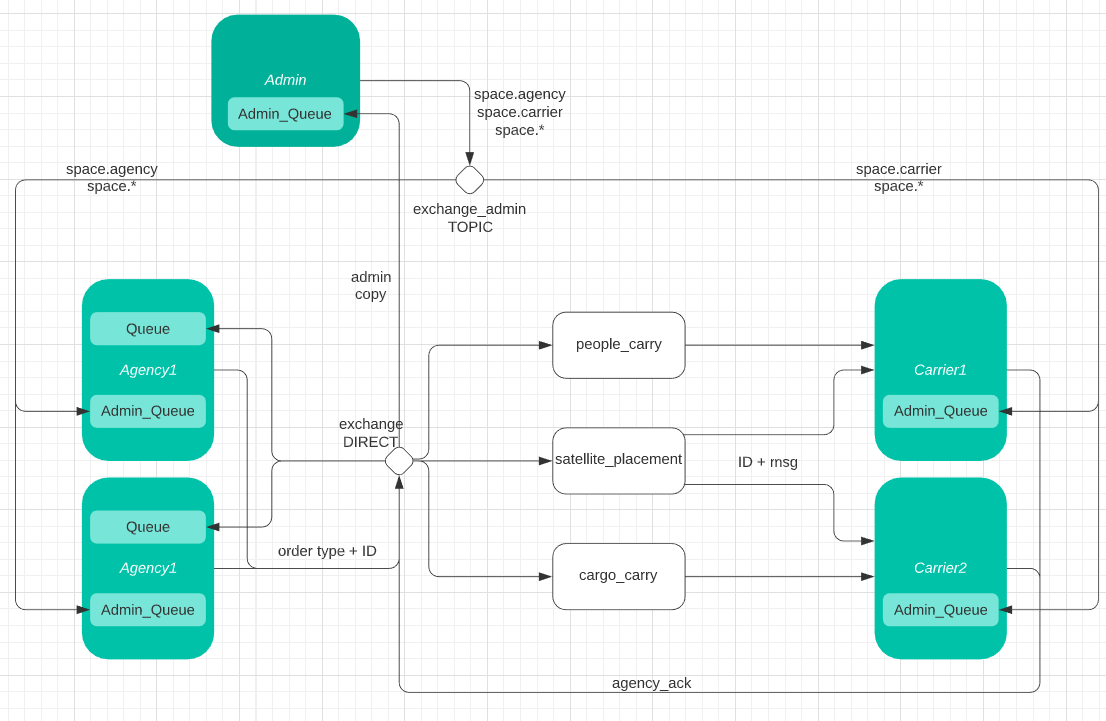 Admin
Admin_Queue
space.agency
space.carrier
space.*
space.agency
space.*
space.carrier
space.*
exchange_admin
TOPIC
admin
copy
Queue
Agency1
Admin_Queue
people_carry
Carrier1
Admin_Queue
exchange
DIRECT
satellite_placement
ID + msg
Queue
Agency1
Admin_Queue
order type + ID
cargo_carry
Carrier2
Admin_Queue
agency_ack